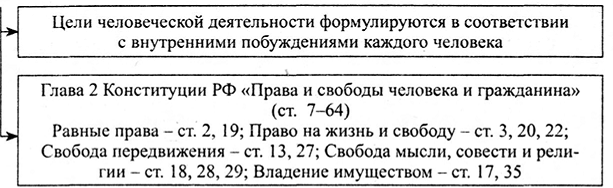 Цели человеческой деятельности формулируются в соответствии
с внутренними побуждениями каждого человека
Глава 2 Конституции РФ «Права и свободы человека и гражданина»
(ст. 7–64)
Равные права – ст. 2, 19; Право на жизнь и свободу – ст. 3, 20, 22;
Свобода передвижения – ст. 13, 27; Свобода мысли, совести и рели-
гии – ст. 18, 28, 29; Владение имуществом – ст. 17, 35